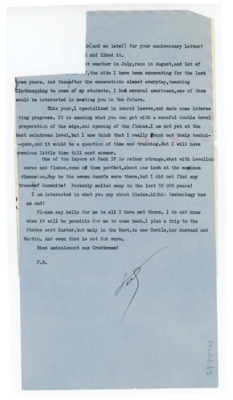 (and so late!) for your anniversary letter!
and liked it.
weather in July, rain in August, and lot of
, the site I have been excavating for the last
three years. And thereafter the excavations almost everyday, teaching
flintknapping to some of my students. I had several americans, one of them
would be interested in meeting you in the future.
This year, I specialized in laurel leaves, and made some interes-
ting progress. It is amazing what you can get with a careful double bevel
preparation of the edge, and opening of the flakes. I am not yet at the
best solutrean level, but I now think that I really found out their techni-
-que, and it would be question of time and training. But I will have
precious little time till next summer.
One of the layers at Pech IV is rather strange, what with levallois
cores and flakes, some of them perfect, about one inch at the maximum
dimension. May be the seven dwarfs were there, but I did not find any
traces of Snowwhite! Probably melted away in the last 50 000 years!
I am interested in what you say about blades. Lithic technology has
no end!
Please say hello for me to all I have met there. I do not know
when it will be possible for me to come back. I plan a trip to the
States next Easter, but only in the East, to see Cecile, her husband and
Martin. And even that is not for sure.
Bien amicalement aux Crabtrees!
F.B.